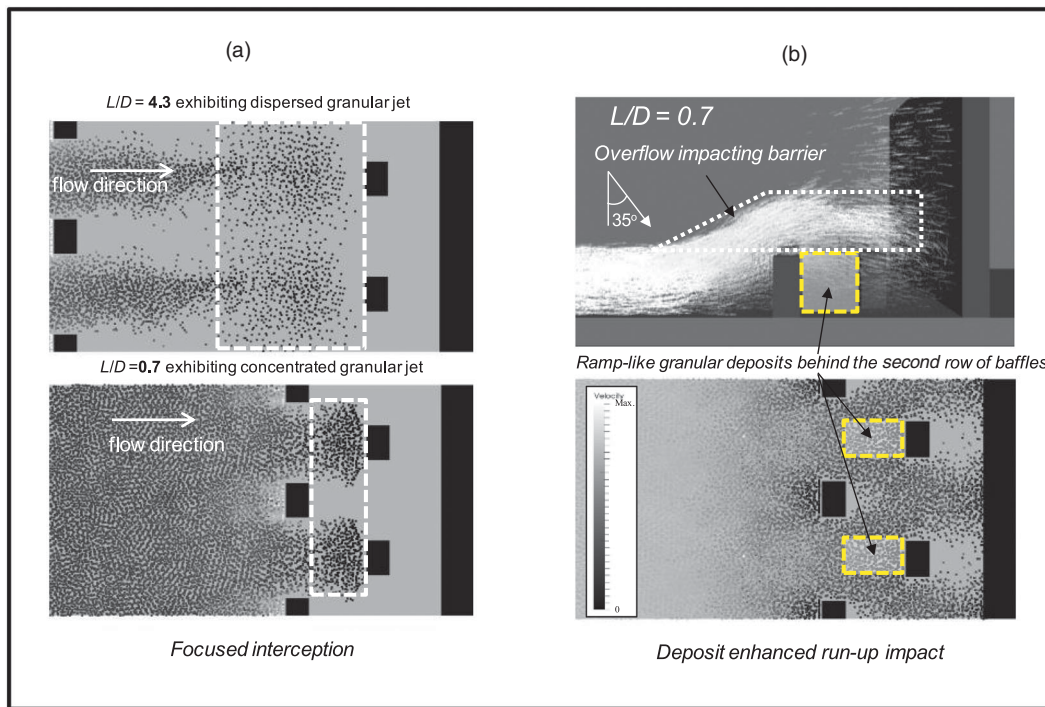 (a)
L/D = 4.3 exhibiting dispersed granular jet
flow direction
L/D =0.7 exhibiting concentrated granular jet
flow direction
Focused interception
(b)
L/D = 0.7
Overflow impacting barrier
35º
Ramp-like granular deposits behind the second row of baffles
Velocity
Max.
0
Deposit enhanced run-up impact